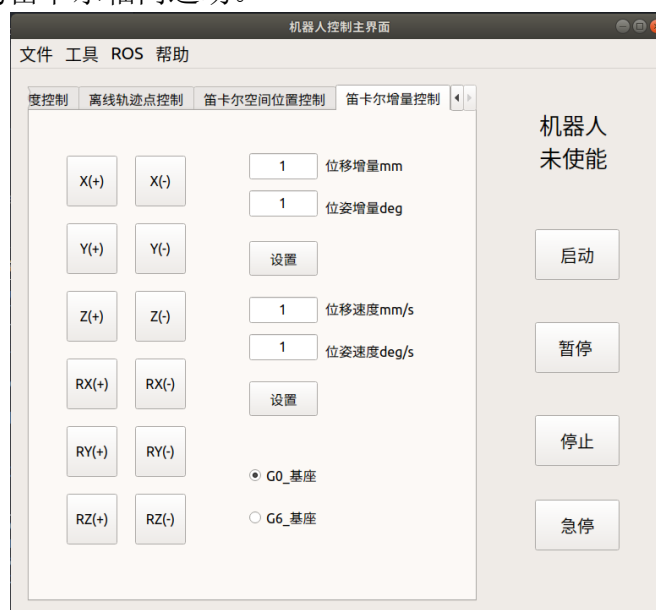 机器人控制主界面
文件 工具 ROS 帮助
度控制 离线轨迹点控制 笛卡尔空间位置控制 笛卡尔增量控制
机器人
未使能
X(+) X(-)
1 位移增量mm
1 位姿增量deg
Y(+) Y(-)
设置
启动
Z(+) Z(-)
1 位移速度mm/s
1 位姿速度deg/s
暂停
RX(+) RX(-)
设置
RY(+) RY(-)
停止
G0_基座
RZ(+) RZ(-)
G6_基座
急停